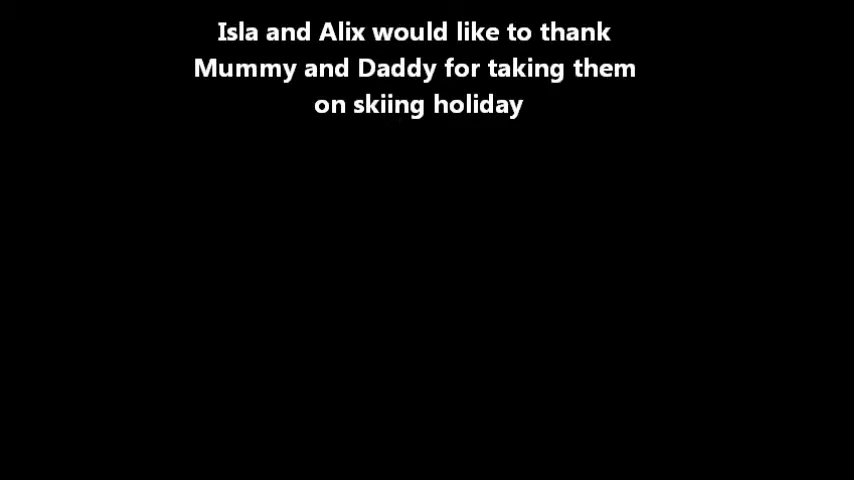 Isla and Alix would like to thank
Mummy and Daddy for taking them
on skiing holiday